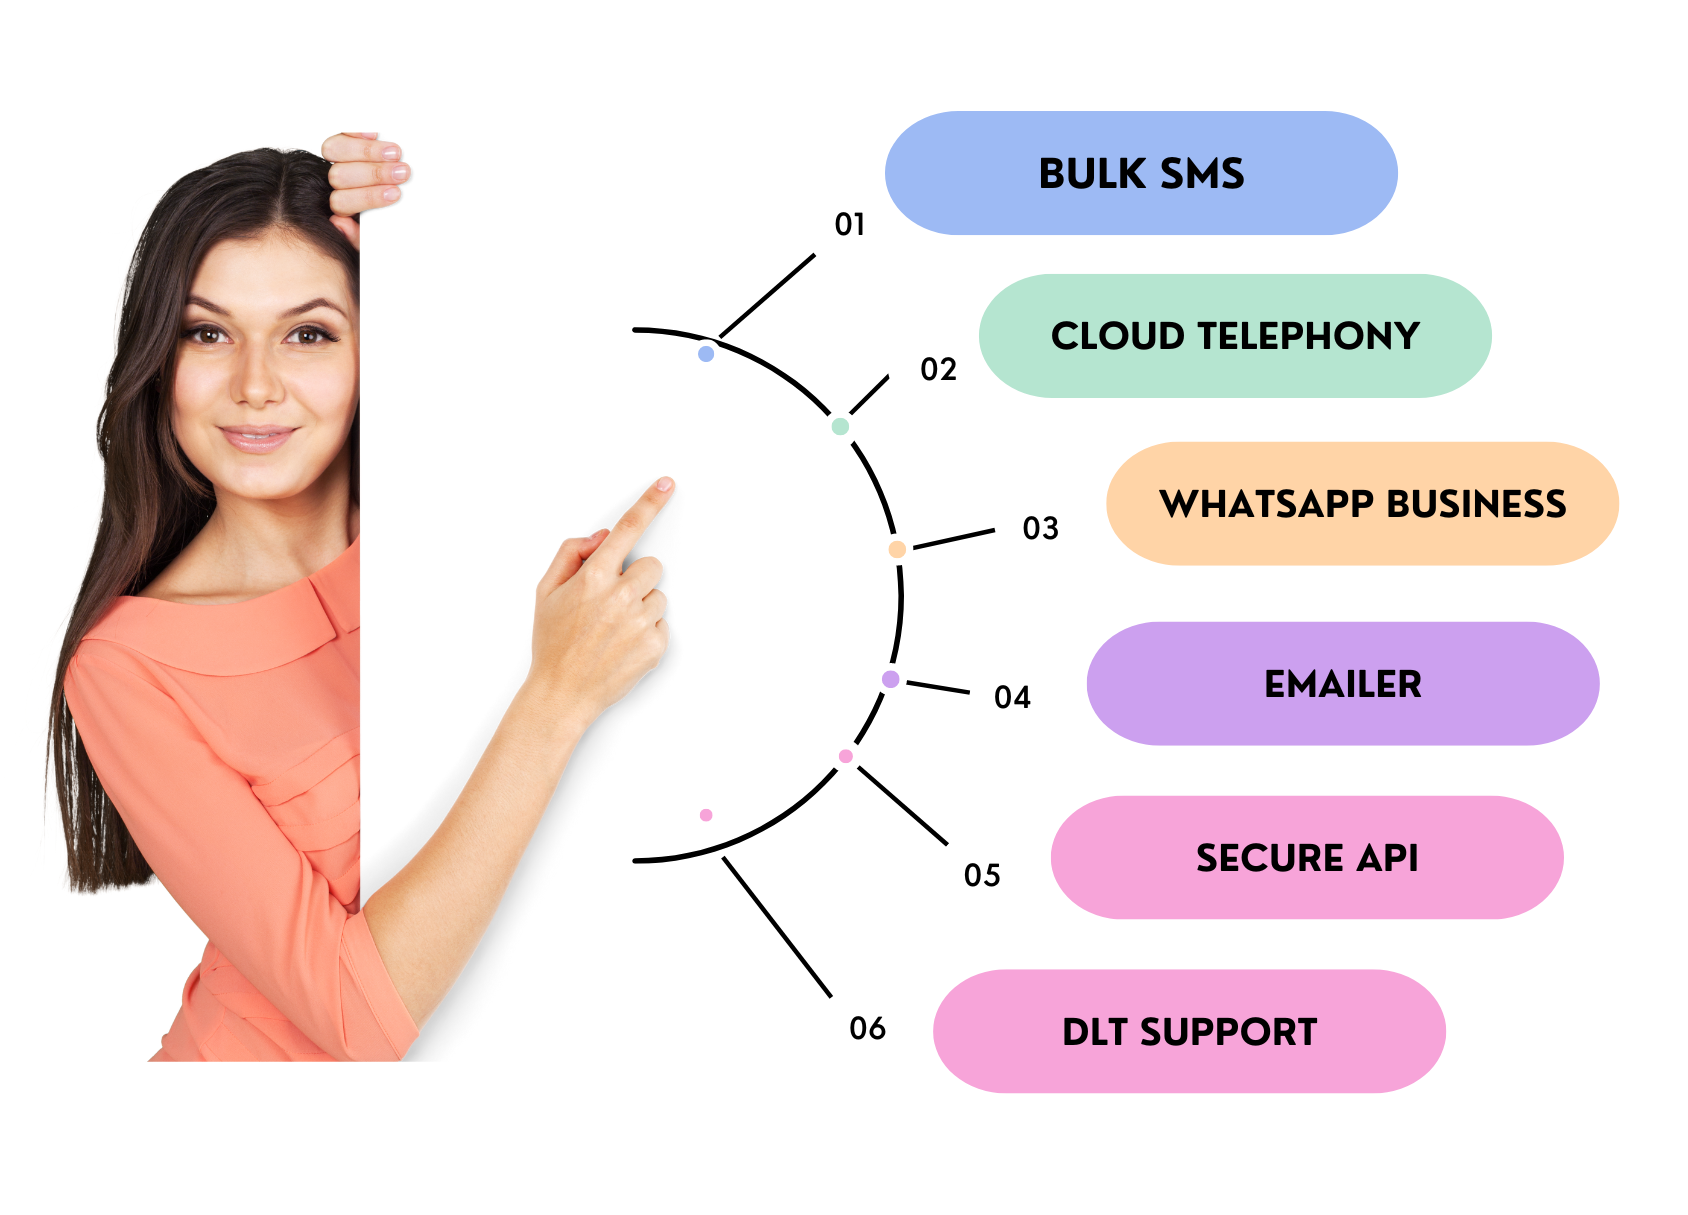 BULK SMS
01
CLOUD TELEPHONY
02
WHATSAPP BUSINESS
03
EMAILER
04
SECURE API
05
DLT SUPPORT
06